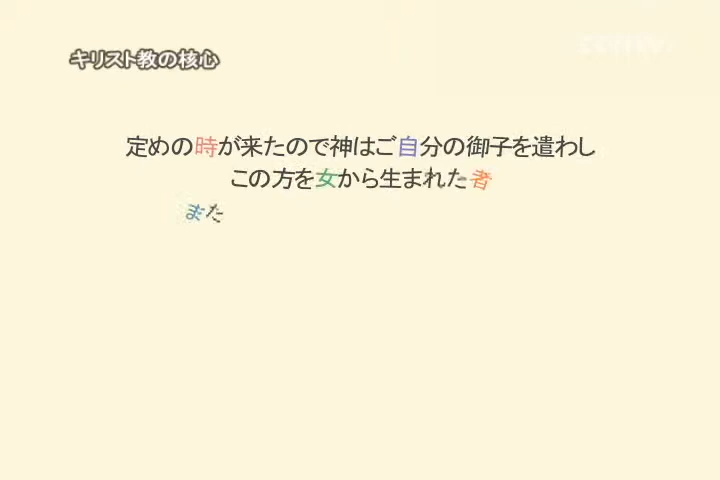 キリスト教の核心
定めの時が来たので神はご自分の御子を遣わし
この方を女から生まれた者
また